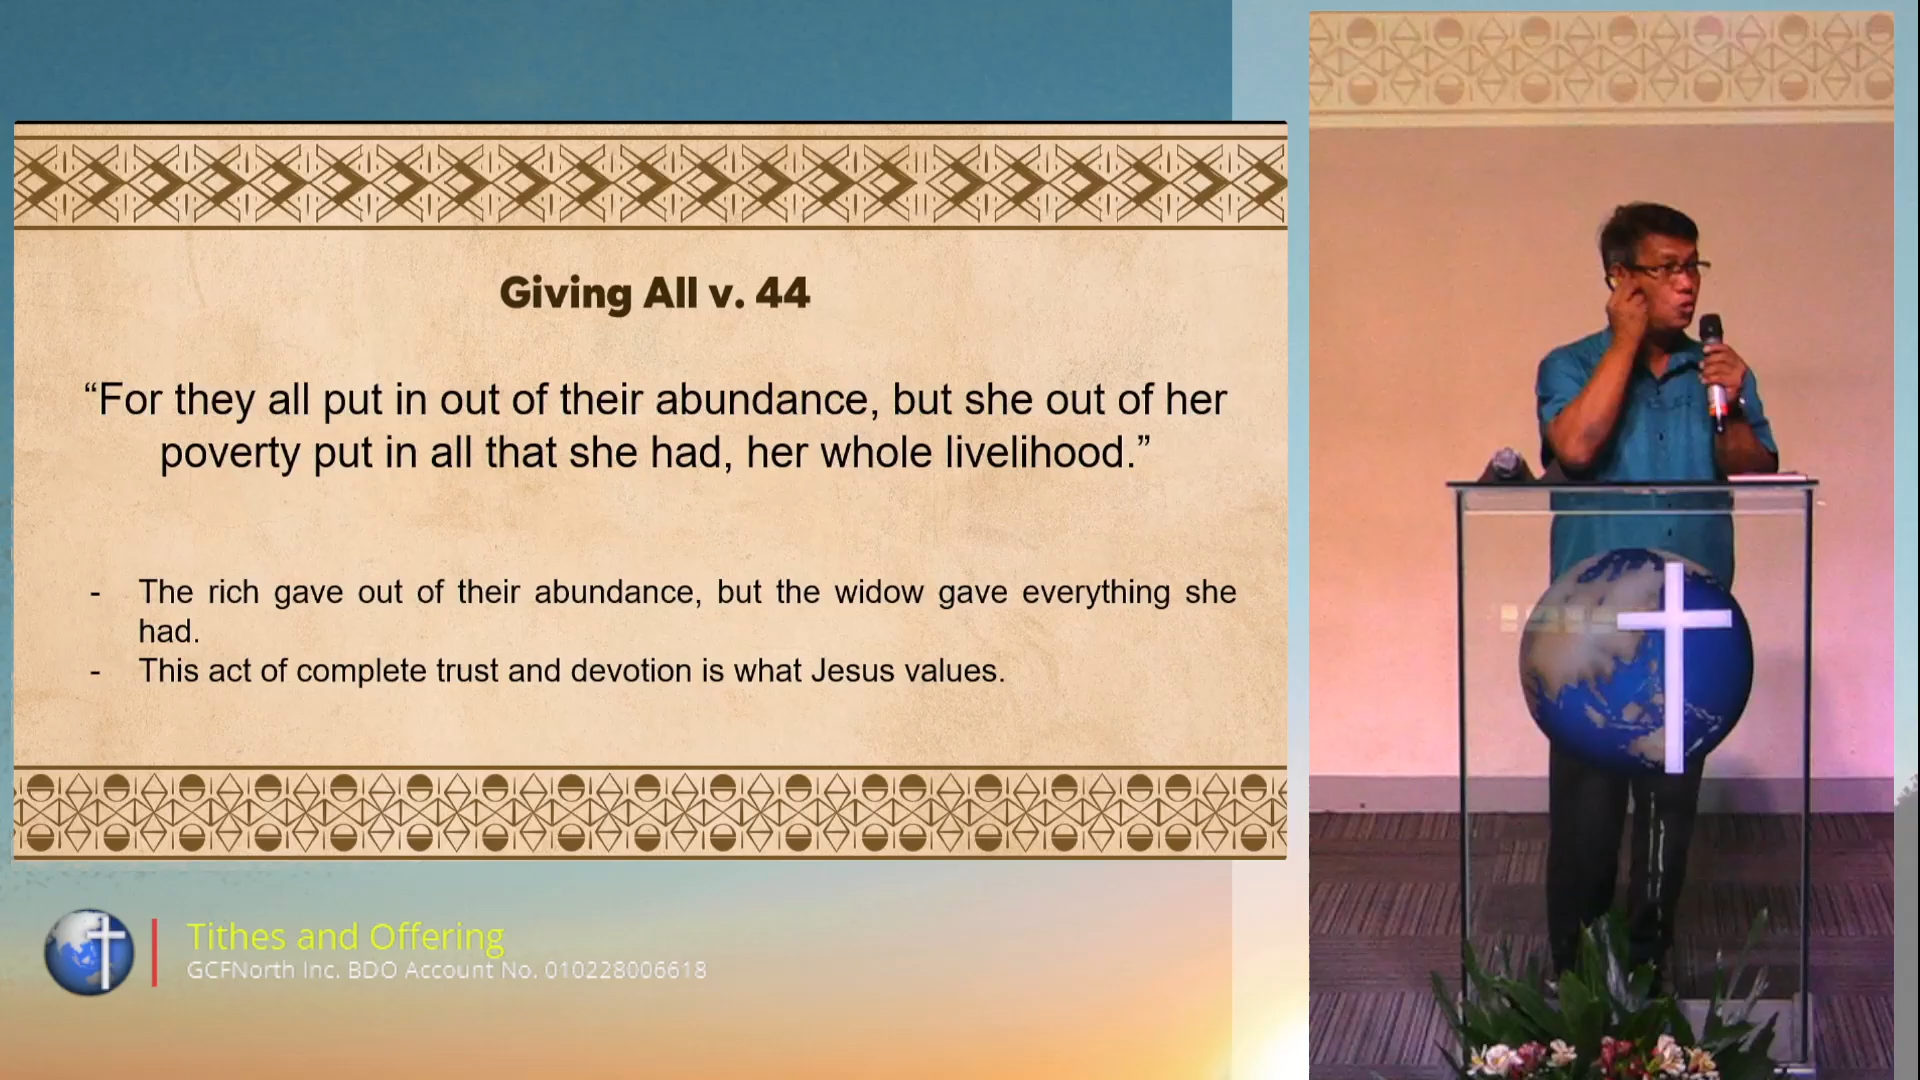 Giving All v. 44
“For they all put in out of their abundance, but she out of her
poverty put in all that she had, her whole livelihood.”
- The rich gave out of their abundance, but the widow gave everything she
had.
- This act of complete trust and devotion is what Jesus values.
Tithes and Offering
GCFNorth Inc. BDO Account No. 010228006618